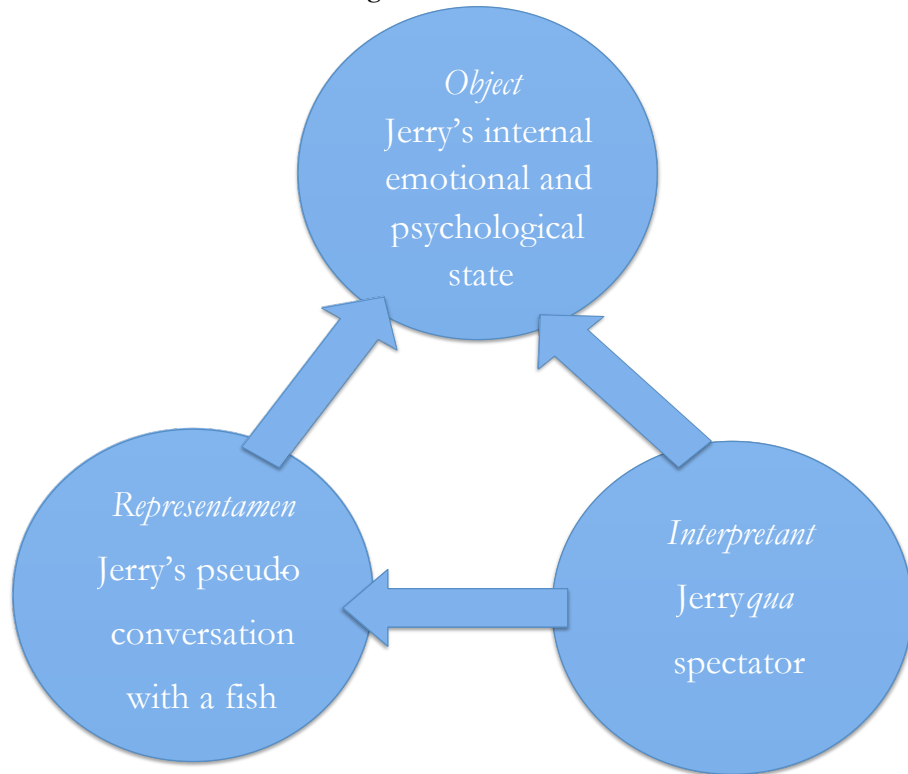 Object
Jerry’s internal
emotional and
psychological
state
Representamen
Jerry’s pseudo-
conversation
with a fish
Interpretant
Jerry qua
spectator